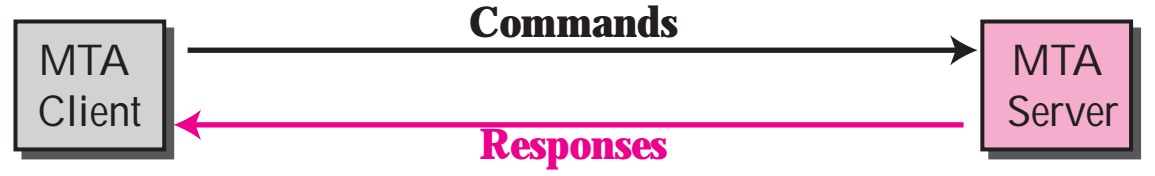 Commands
MTA
Client
MTA
Server
Responses